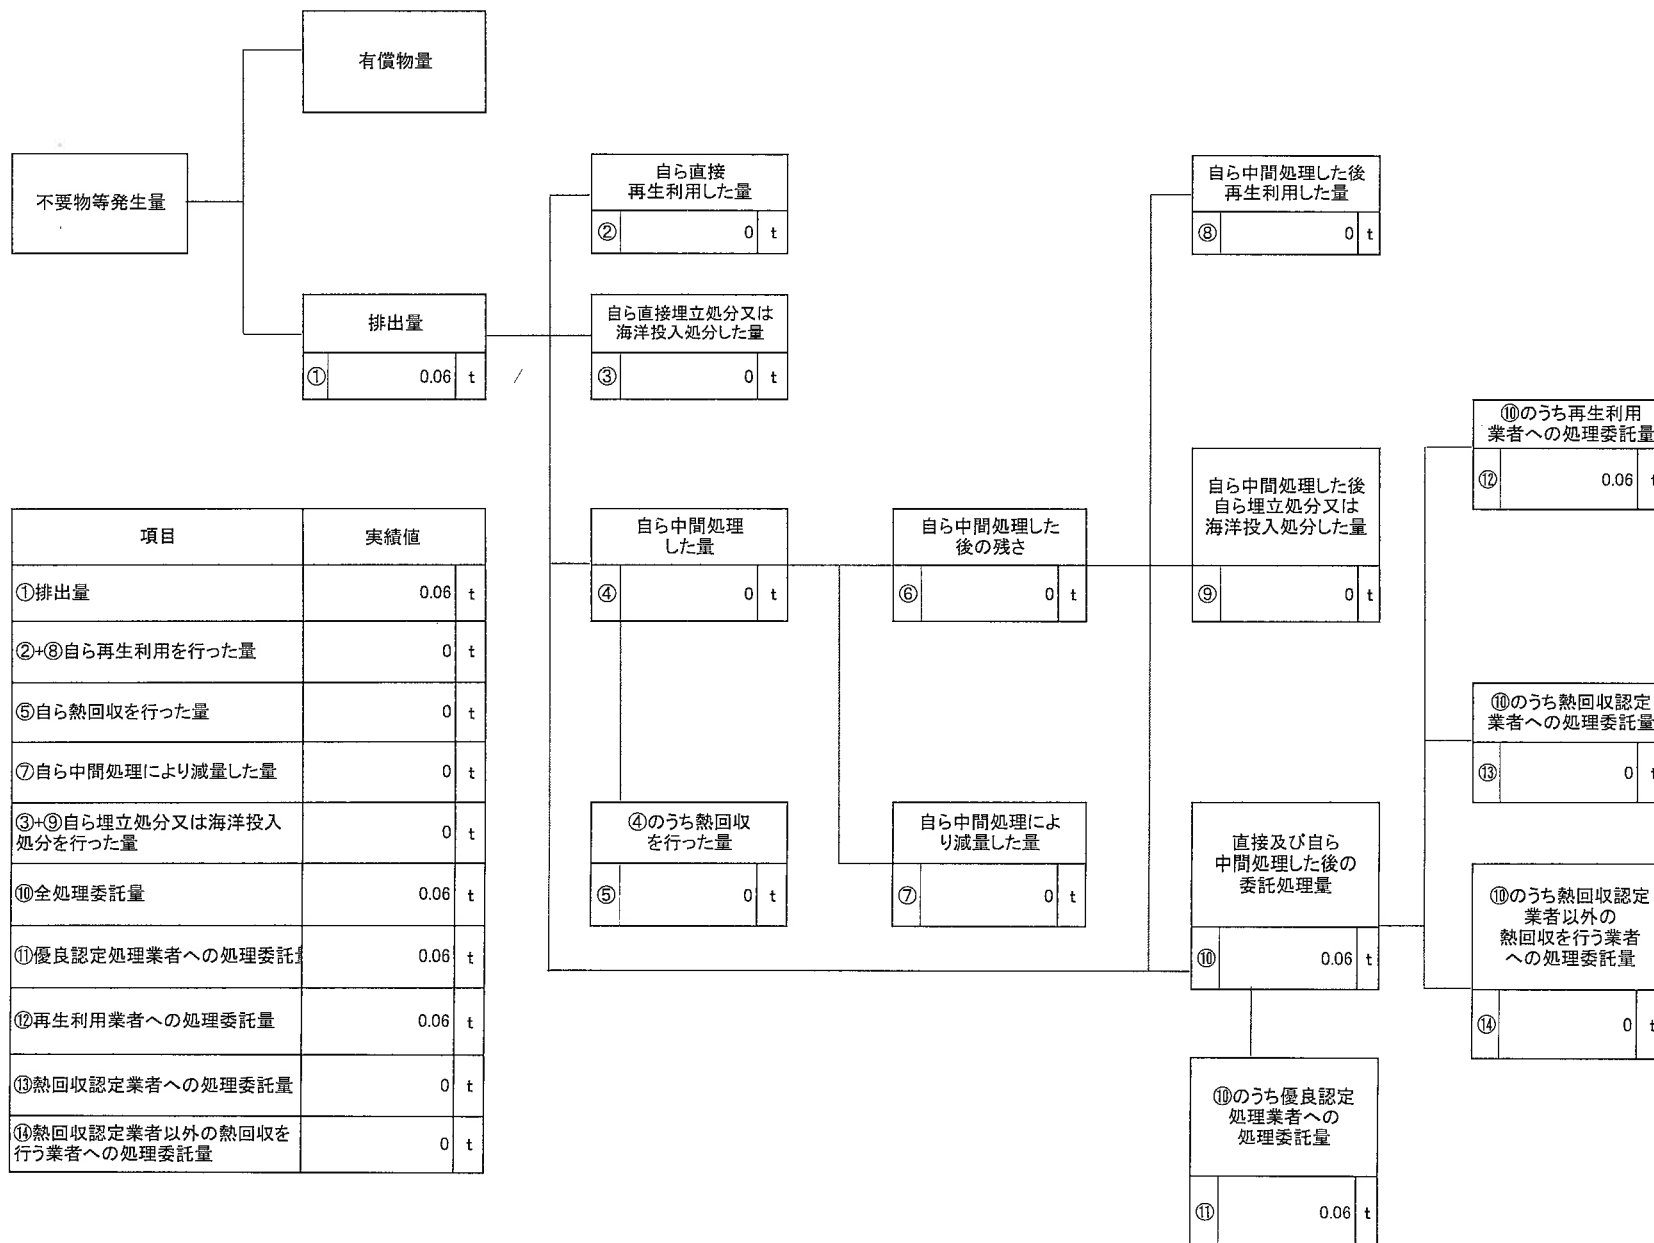 有償物量
不要物等発生量
排出量
① 0.06 t
自ら直接
再生利用した量
② 0 t
自ら直接埋立処分又は
海洋投入処分した量
③ 0 t
自ら中間処理
した量
④ 0 t
④のうち熱回収
を行った量
⑤ 0 t
自ら中間処理した
後の残さ
⑥ 0 t
自ら中間処理によ
り減量した量
⑦ 0 t
自ら中間処理した後
再生利用した量
⑧ 0 t
自ら中間処理した後
自ら埋立処分又は
海洋投入処分した量
⑨ 0 t
直接及び自ら
中間処理した後の
委託処理量
⑩ 0.06 t
⑩のうち優良認定
処理業者への
処理委託量
⑪ 0.06 t
⑩のうち再生利用
業者への処理委託量
⑫ 0.06 t
⑩のうち熱回収認定
業者への処理委託量
⑬ 0 t
⑩のうち熱回収認定
業者以外の
熱回収を行う業者
への処理委託量
⑭ 0 t
項目 実績値
①排出量 0.06 t
②+⑧自ら再生利用を行った量 0 t
⑤自ら熱回収を行った量 0 t
⑦自ら中間処理により減量した量 0 t
③+⑨自ら埋立処分又は海洋投入
処分を行った量 0 t
⑩全処理委託量 0.06 t
⑪優良認定処理業者への処理委託 0.06 t
⑫再生利用業者への処理委託量 0.06 t
⑬熱回収認定業者への処理委託量 0 t
⑭熱回収認定業者以外の熱回収を
行う業者への処理委託量 0 t